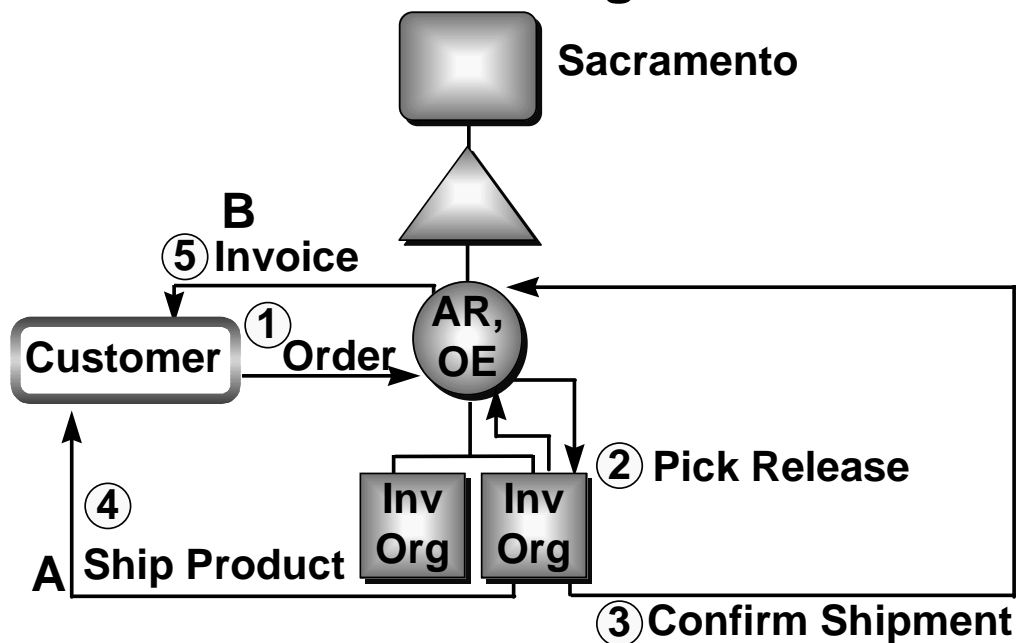 Sacramento
B
5 Invoice
1
Order
Customer
AR,
OE
2 Pick Release
Inv
Org
Inv
Org
4
A Ship Product
3 Confirm Shipment